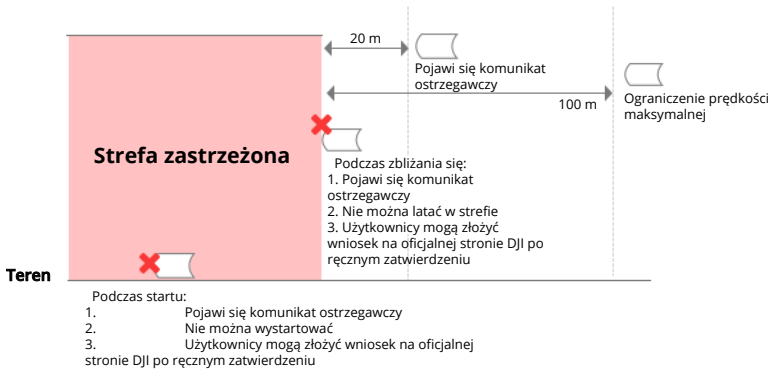 20 m
Pojawi się komunikat
ostrzegawczy
100 m
Ograniczenie prędkości
maksymalnej
Strefa zastrzeżona
Podczas zbliżania się:
1. Pojawi się komunikat
ostrzegawczy
2. Nie można latać w strefie
3. Użytkownicy mogą złożyć
wniosek na oficjalnej stronie DJI po
ręcznym zatwierdzeniu
Teren
Podczas startu:
1. Pojawi się komunikat ostrzegawczy
2. Nie można wystartować
3. Użytkownicy mogą złożyć wniosek na oficjalnej
stronie DJI po ręcznym zatwierdzeniu